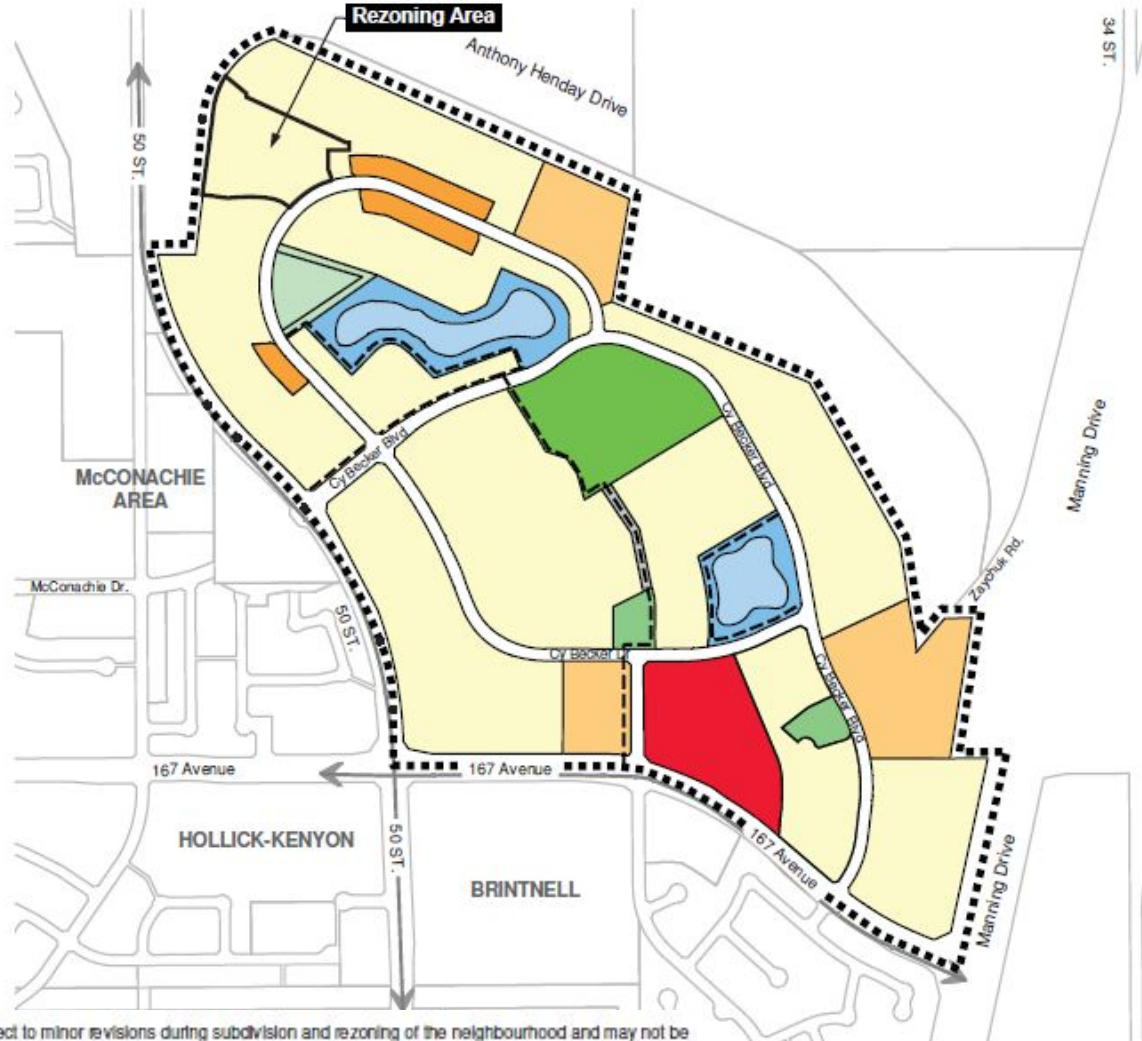 Rezoning Area
Anthony Henday Drive
34 ST.
50 ST.
Cy Becker Blvd
Cy Becker Blvd
Manning Drive
McCONACHIE
AREA
Zaychuk Rd.
McConachie Dr.
50 ST.
Cy Becker Dr
Cy Becker Blvd
167 Avenue
167 Avenue
HOLLICK-KENYON
50 ST.
BRINTNELL
167 Avenue
Manning Drive
ect to minor revisions during subdivision and rezoning of the neighbourhood and may not be